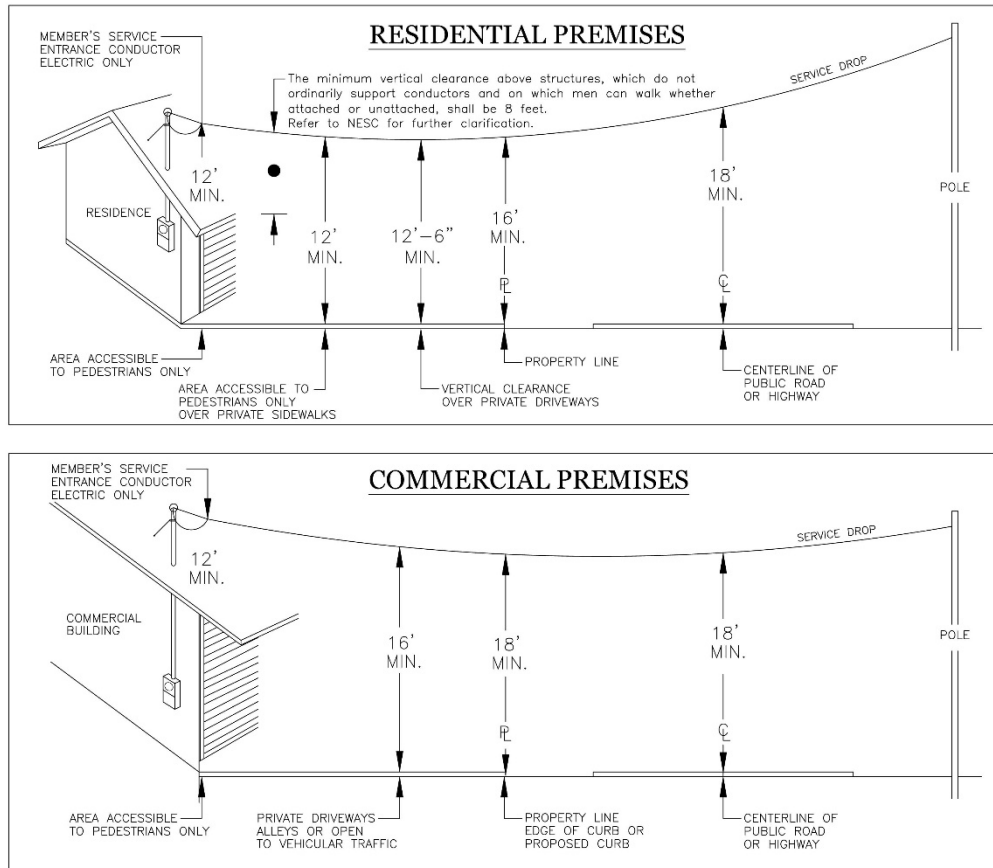 RESIDENTIAL PREMISES
MEMBER'S SERVICE
ENTRANCE CONDUCTOR
ELECTRIC ONLY
The minimum vertical clearance above structures, which do not
ordinarily support conductors and on which men can walk whether
attached or unattached, shall be 8 feet.
Refer to NESC for further clarification.
SERVICE DROP
POLE
RESIDENCE
12'
MIN.
12'
MIN.
12'-6"
MIN.
16'
MIN.
18'
MIN.
PL
CL
AREA ACCESSIBLE
TO PEDESTRIANS ONLY
AREA ACCESSIBLE TO
PEDESTRIANS ONLY
OVER PRIVATE SIDEWALKS
VERTICAL CLEARANCE
OVER PRIVATE DRIVEWAYS
PROPERTY LINE
CENTERLINE OF
PUBLIC ROAD
OR HIGHWAY
COMMERCIAL PREMISES
MEMBER'S SERVICE
ENTRANCE CONDUCTOR
ELECTRIC ONLY
SERVICE DROP
POLE
12'
MIN.
COMMERCIAL
BUILDING
16'
MIN.
18'
MIN.
18'
MIN.
PL
CL
AREA ACCESSIBLE
TO PEDESTRIANS ONLY
PRIVATE DRIVEWAYS
ALLEYS OR OPEN
TO VEHICULAR TRAFFIC
PROPERTY LINE
EDGE OF CURB OR
PROPOSED CURB
CENTERLINE OF
PUBLIC ROAD
OR HIGHWAY